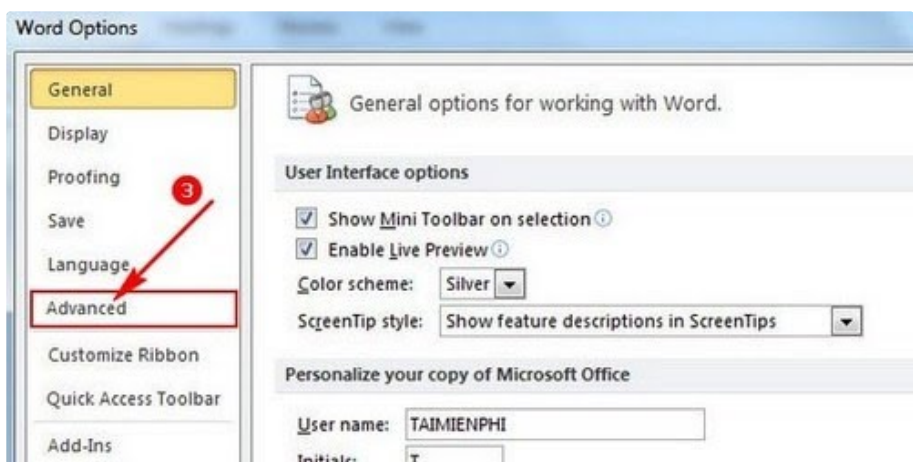 Word Options
General
Display
Proofing
Save
Language
Advanced
Customize Ribbon
Quick Access Toolbar
Add-Ins
3
General options for working with Word.
User Interface options
Show Mini Toolbar on selection
Enable Live Preview
Color scheme: Silver
ScreenTip style: Show feature descriptions in ScreenTips
Personalize your copy of Microsoft Office
User name: TAIMIENPHI
Initials: T